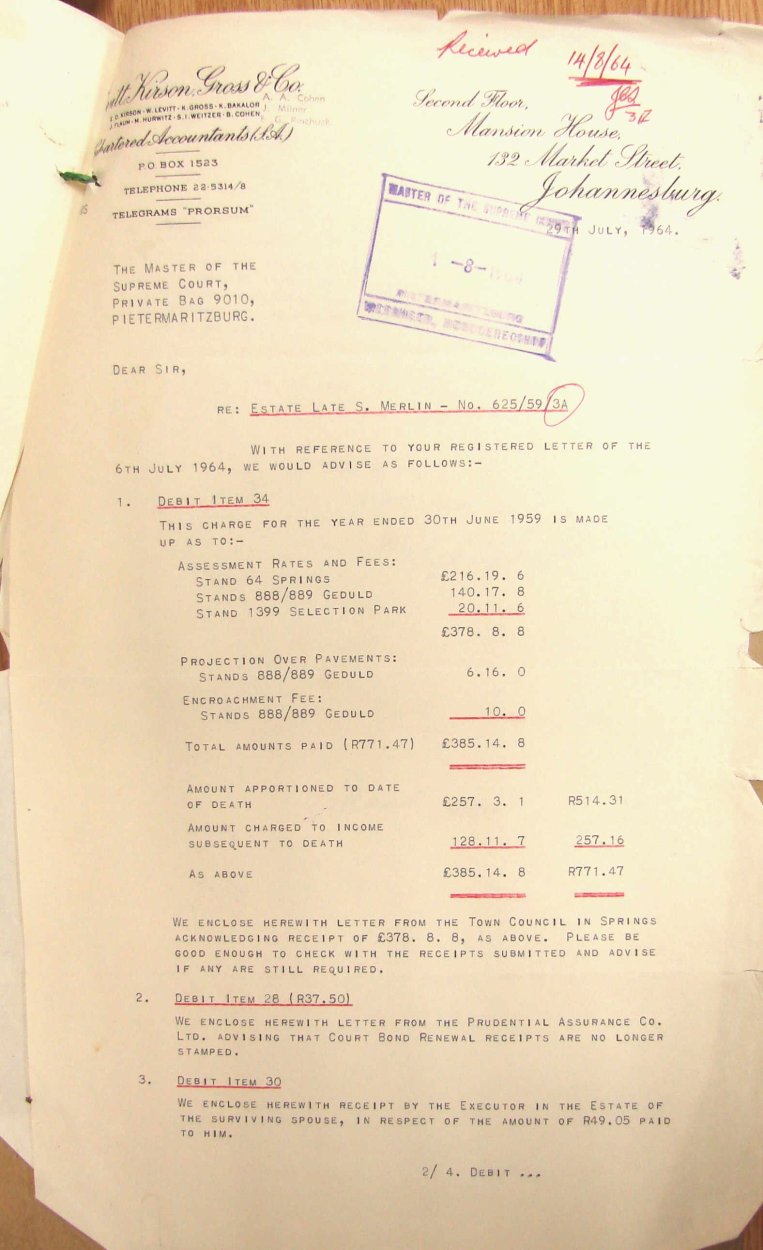 Received 14/8/64
Kirson, Gross & Co.
KIRSON - W. LEVITT - K. GROSS - K. BAKALOR A. A. Cohen
M. HURWITZ - S. I. WEITZER - B. COHEN, Milner
Chartered Accountants (S.A.)
P.O. BOX 1523
TELEPHONE 22-5314/8
TELEGRAMS "PRORSUM"
Second Floor,
Mansion House,
132 Market Street,
Johannesburg.
MASTER OF THE SUPREME COURT
-8-
29TH JULY, 1964.
THE MASTER OF THE
SUPREME COURT,
PRIVATE BAG 9010,
PIETERMARITZBURG.
DEAR SIR,
RE: ESTATE LATE S. MERLIN - No. 625/59/3A
WITH REFERENCE TO YOUR REGISTERED LETTER OF THE
6TH JULY 1964, WE WOULD ADVISE AS FOLLOWS:-
1. DEBIT ITEM 34
THIS CHARGE FOR THE YEAR ENDED 30TH JUNE 1959 IS MADE
UP AS TO:-
ASSESSMENT RATES AND FEES:
STAND 64 SPRINGS £216.19. 6
STANDS 888/889 GEDULD 140.17. 8
STAND 1399 SELECTION PARK 20.11. 6
£378. 8. 8
PROJECTION OVER PAVEMENTS:
STANDS 888/889 GEDULD 6.16. 0
ENCROACHMENT FEE:
STANDS 888/889 GEDULD 10. 0
TOTAL AMOUNTS PAID (R771.47) £385.14. 8
AMOUNT APPORTIONED TO DATE
OF DEATH £257. 3. 1 R514.31
AMOUNT CHARGED TO INCOME
SUBSEQUENT TO DEATH 128.11. 7 257.16
AS ABOVE £385.14. 8 R771.47
WE ENCLOSE HEREWITH LETTER FROM THE TOWN COUNCIL IN SPRINGS
ACKNOWLEDGING RECEIPT OF £378. 8. 8, AS ABOVE. PLEASE BE
GOOD ENOUGH TO CHECK WITH THE RECEIPTS SUBMITTED AND ADVISE
IF ANY ARE STILL REQUIRED.
2. DEBIT ITEM 28 (R37.50)
WE ENCLOSE HEREWITH LETTER FROM THE PRUDENTIAL ASSURANCE CO.
LTD. ADVISING THAT COURT BOND RENEWAL RECEIPTS ARE NO LONGER
STAMPED.
3. DEBIT ITEM 30
WE ENCLOSE HEREWITH RECEIPT BY THE EXECUTOR IN THE ESTATE OF
THE SURVIVING SPOUSE, IN RESPECT OF THE AMOUNT OF R49.05 PAID
TO HIM.
2/ 4. DEBIT ...